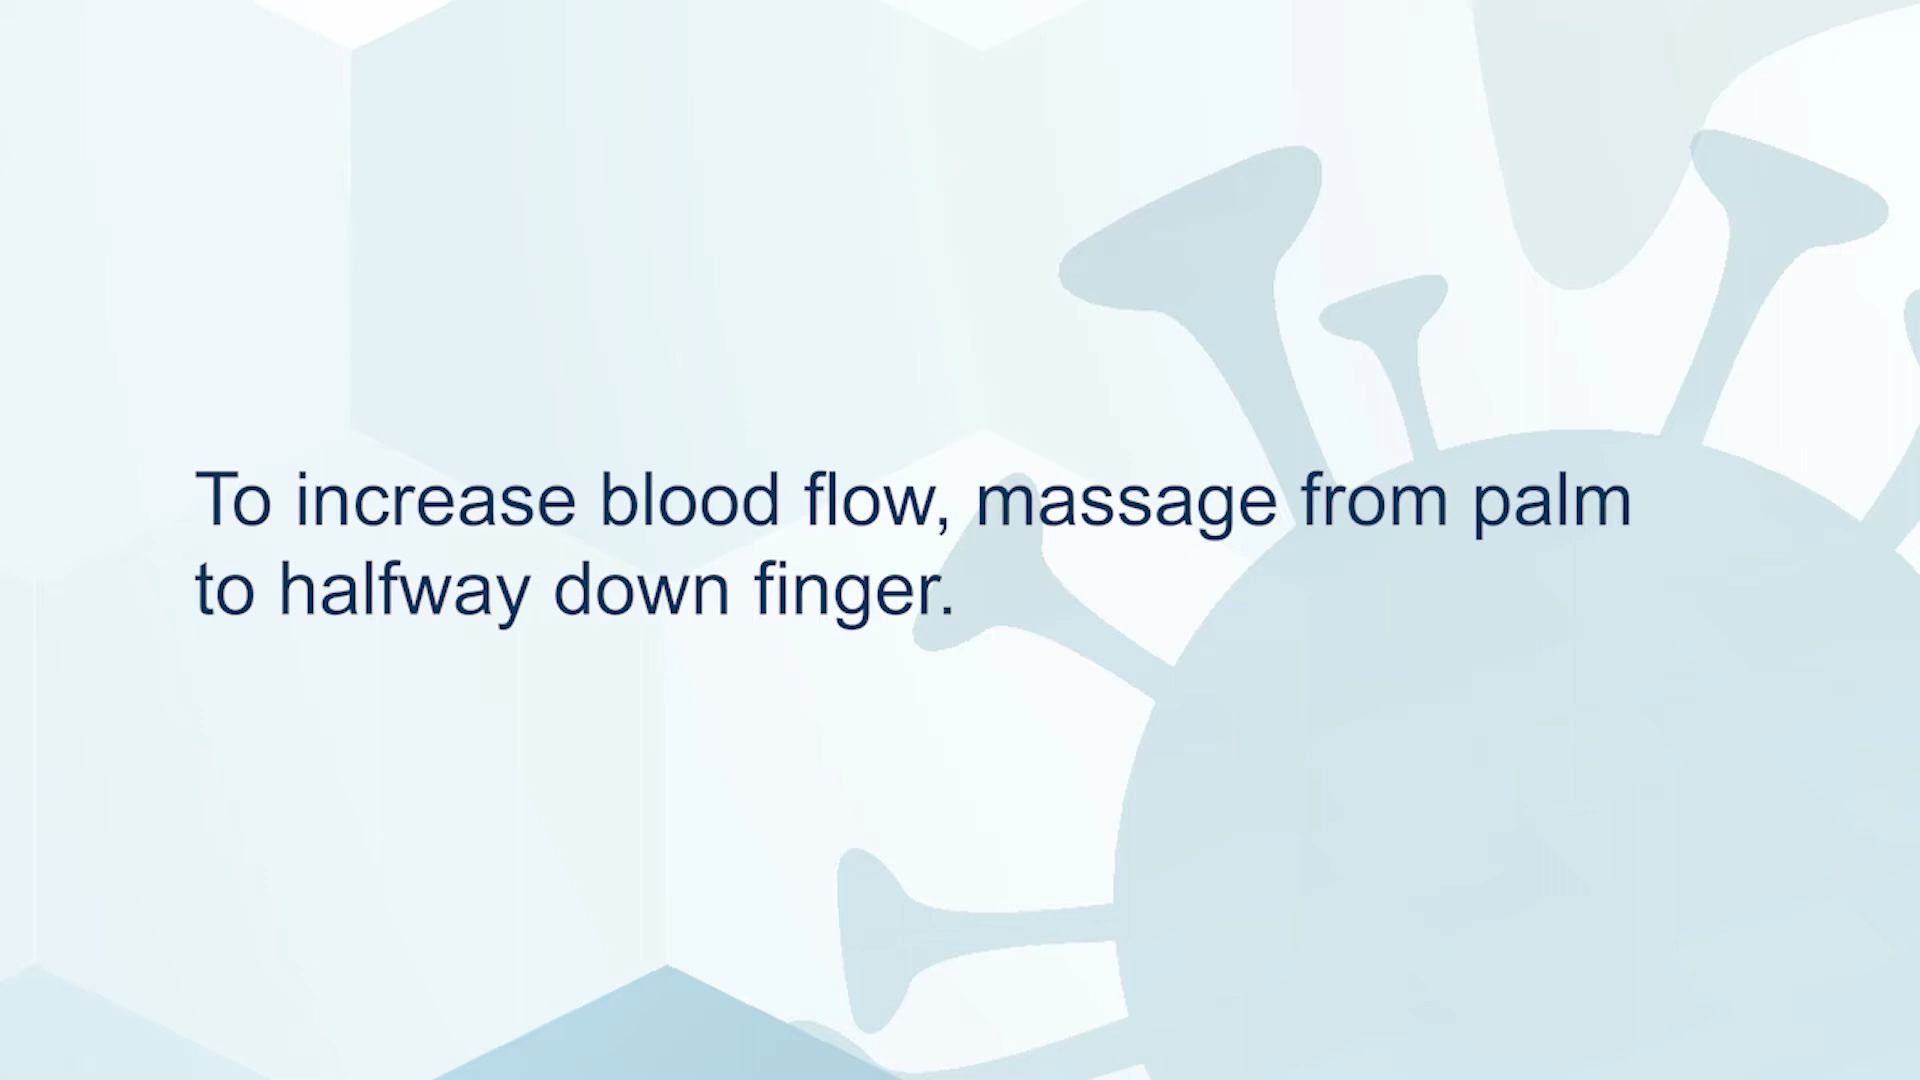 To increase blood flow, massage from palm
to halfway down finger.